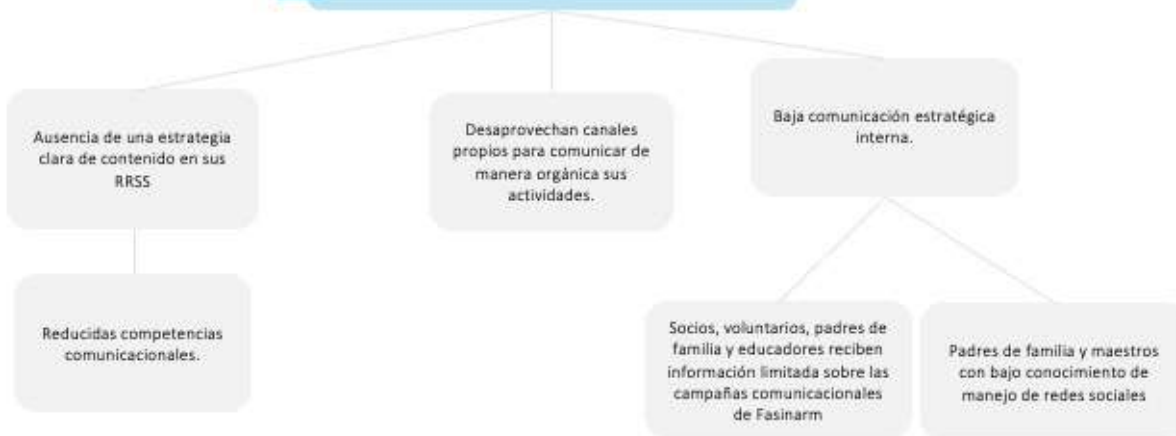 Ausencia de una estrategia
clara de contenido en sus
RRSS
Desaprovechan canales
propios para comunicar de
manera orgánica sus
actividades.
Baja comunicación estratégica
interna.
Reducidas competencias
comunicacionales.
Socios, voluntarios, padres de
familia y educadores reciben
información limitada sobre las
campañas comunicacionales
de Fasinarm
Padres de familia y maestros
con bajo conocimiento de
manejo de redes sociales